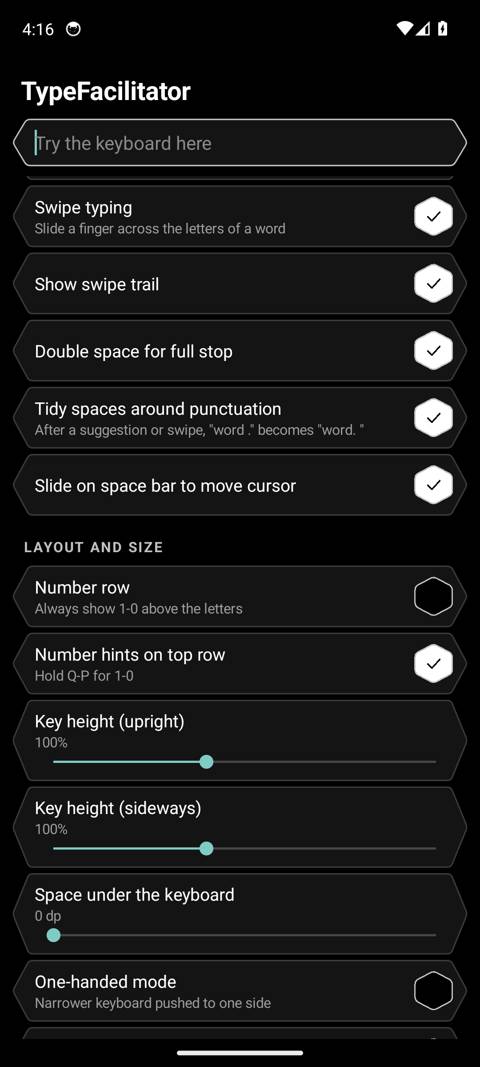 4:16
TypeFacilitator
Try the keyboard here
Swipe typing
Slide a finger across the letters of a word
Show swipe trail
Double space for full stop
Tidy spaces around punctuation
After a suggestion or swipe, "word ." becomes "word. "
Slide on space bar to move cursor
LAYOUT AND SIZE
Number row
Always show 1-0 above the letters
Number hints on top row
Hold Q-P for 1-0
Key height (upright)
100%
Key height (sideways)
100%
Space under the keyboard
0 dp
One-handed mode
Narrower keyboard pushed to one side